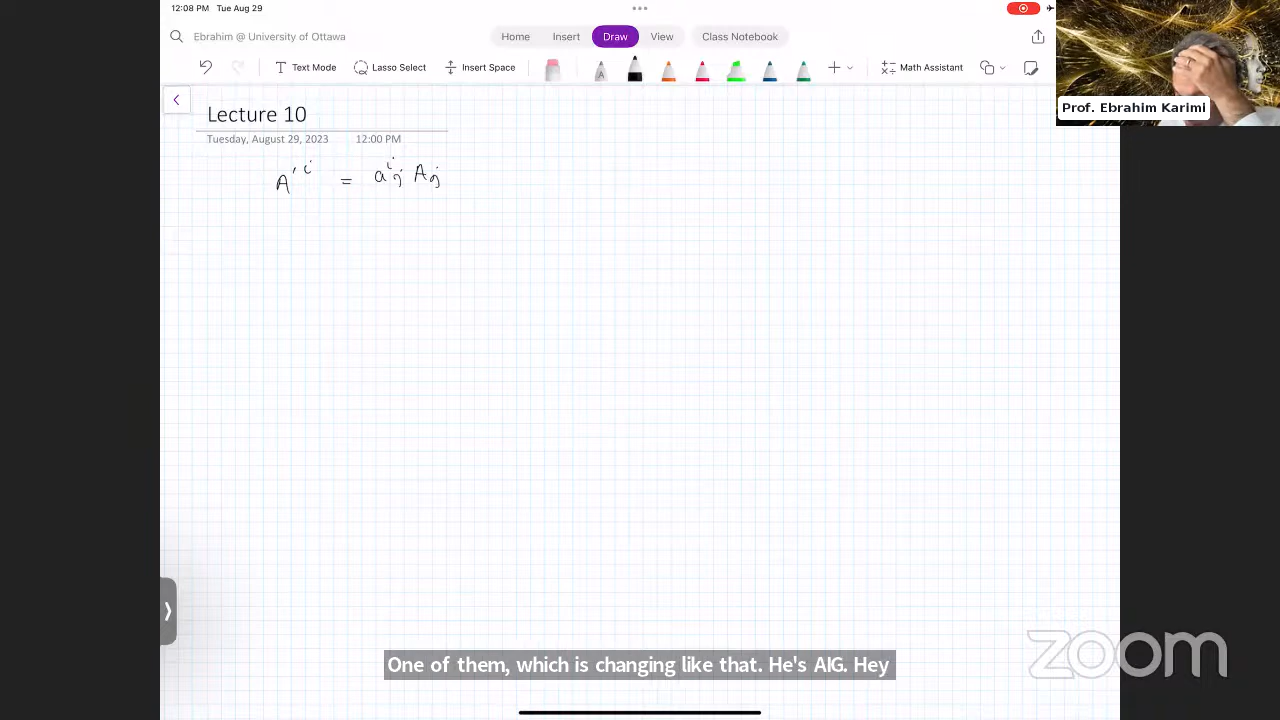 12:08 PM Tue Aug 29
Ebrahim @ University of Ottawa Home Insert Draw View Class Notebook
Text Mode Lasso Select Insert Space Math Assistant
Prof. Ebrahim Karimi
Lecture 10
Tuesday, August 29, 2023 12:00 PM
A'ⁱ = aⁱⱼ Aⱼ
One of them, which is changing like that. He's AIG. Hey
zoom